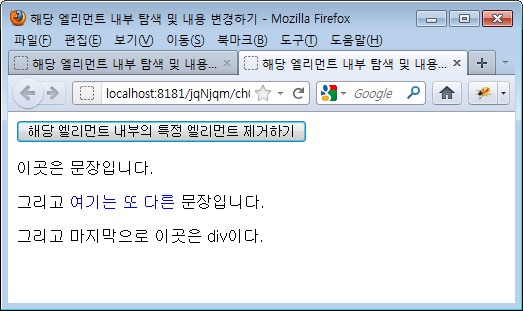 해당 엘리먼트 내부 탐색 및 내용 변경하기 - Mozilla Firefox
파일(F) 편집(E) 보기(V) 이동(S) 북마크(B) 도구(T) 도움말(H)
해당 엘리먼트 내부 탐색 및 내용... 해당 엘리먼트 내부 탐색 및 내용...
localhost:8181/jqNjqm/ch Google
해당 엘리먼트 내부의 특정 엘리먼트 제거하기
이곳은 문장입니다.
그리고 여기는 또 다른 문장입니다.
그리고 마지막으로 이곳은 div이다.